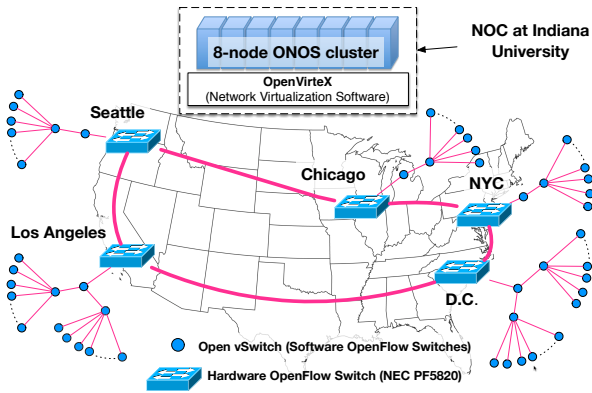 8-node ONOS cluster
OpenVirteX
(Network Virtualization Software)
NOC at Indiana
University
Seattle
Chicago
NYC
Los Angeles
D.C.
Open vSwitch (Software OpenFlow Switches)
Hardware OpenFlow Switch (NEC PF5820)